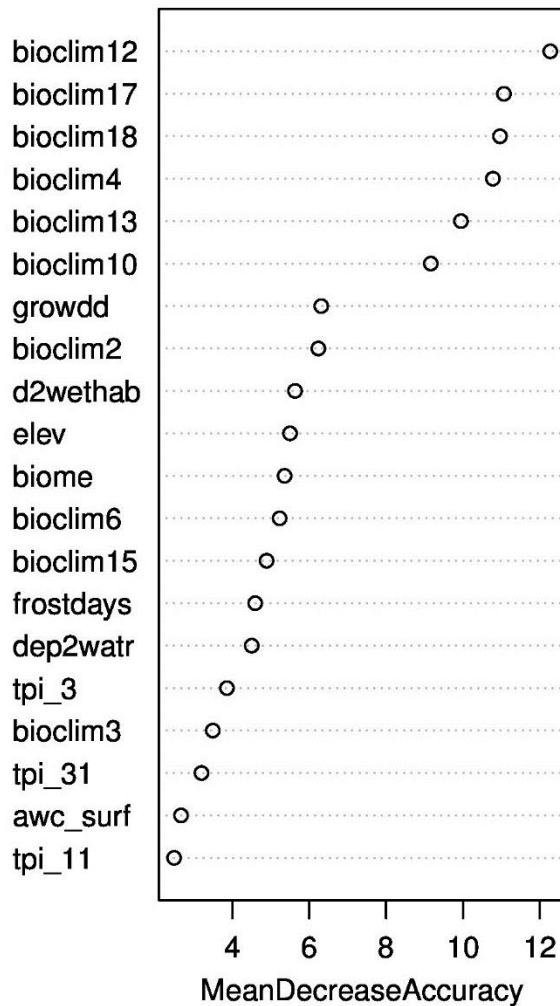 bioclim12
bioclim17
bioclim18
bioclim4
bioclim13
bioclim10
growdd
bioclim2
d2wethab
elev
biome
bioclim6
bioclim15
frostdays
dep2watr
tpi_3
bioclim3
tpi_31
awc_surf
tpi_11
4 6 8 10 12
MeanDecreaseAccuracy